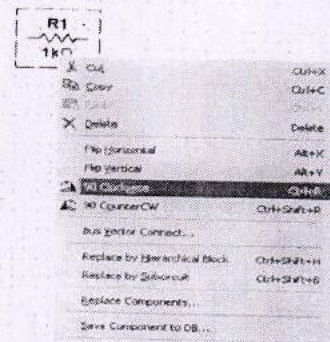 R1
1kΩ
Cut Ctrl+X
Copy Ctrl+C
Delete Delete
Flip Horizontal Alt+X
Flip Vertical Alt+Y
90 Clockwise Ctrl+R
90 CounterCW Ctrl+Shift+R
Bus Vector Connect...
Replace by Hierarchical Block Ctrl+Shift+H
Replace by Subcircuit Ctrl+Shift+B
Replace Components...
Save Component to DB...